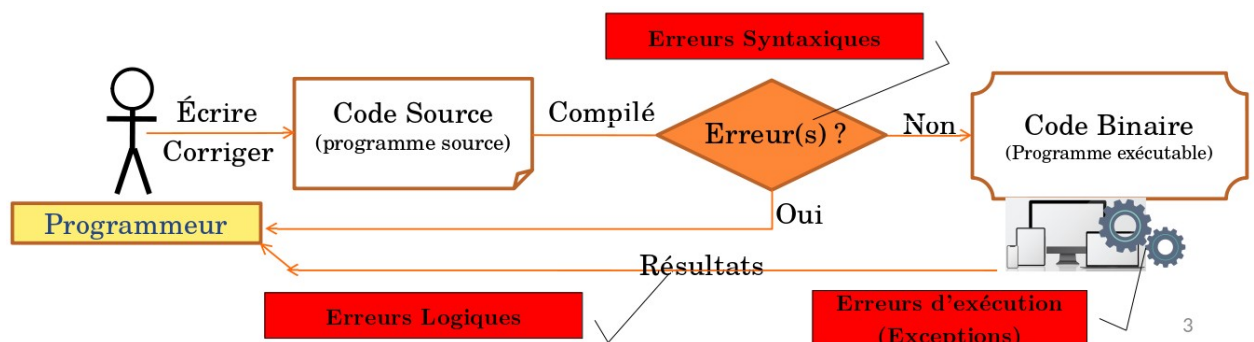 Erreurs Syntaxiques
Écrire
Corriger
Code Source
(programme source)
Compilé
Erreur(s) ?
Non
Code Binaire
(Programme exécutable)
Programmeur
Oui
Résultats
Erreurs Logiques
Erreurs d'exécution
(Exceptions)
3